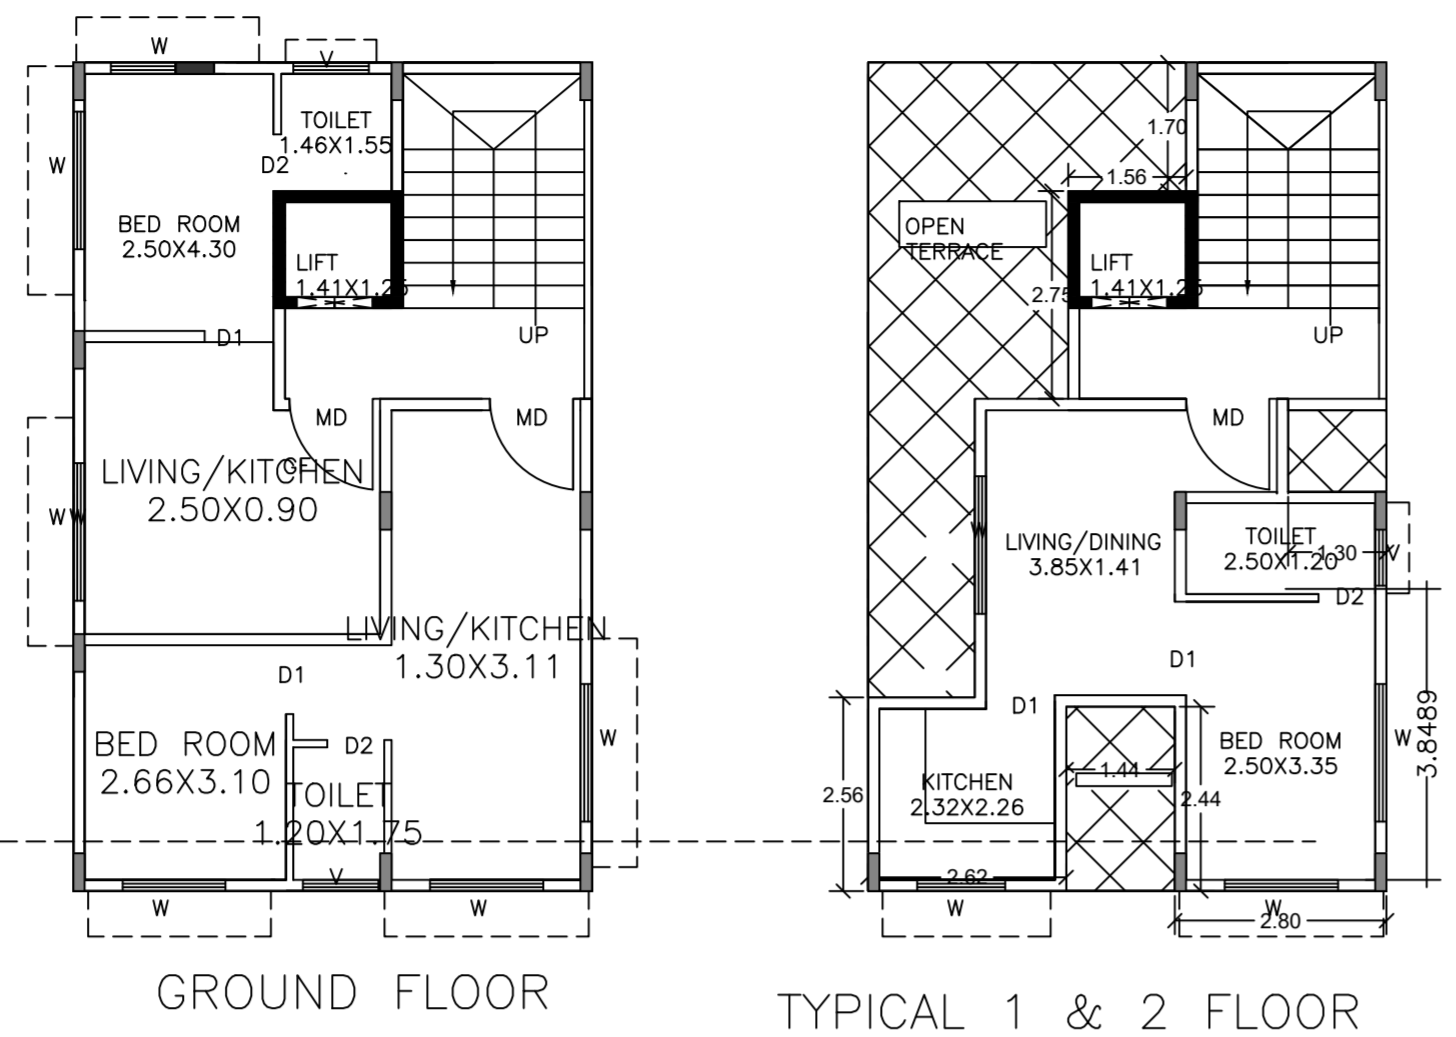 W
V
TOILET
1.46X1.55
D2
W
BED ROOM
2.50X4.30
LIFT
1.41X1.25
UP
D1
MD
MD
LIVING/KITCHEN
GF
2.50X0.90
W
W
LIVING/KITCHEN
1.30X3.11
D1
BED ROOM
2.66X3.10
D2
W
TOILET
1.20X1.75
V
W
W
GROUND FLOOR
1.70
1.56
OPEN
TERRACE
LIFT
1.41X1.25
2.75
UP
MD
W
LIVING/DINING
3.85X1.41
TOILET
2.50X1.20
1.30
V
D2
D1
D1
BED ROOM
2.50X3.35
W
3.8489
KITCHEN
2.32X2.26
1.44
2.44
2.56
2.62
W
W
2.80
TYPICAL 1 & 2 FLOOR